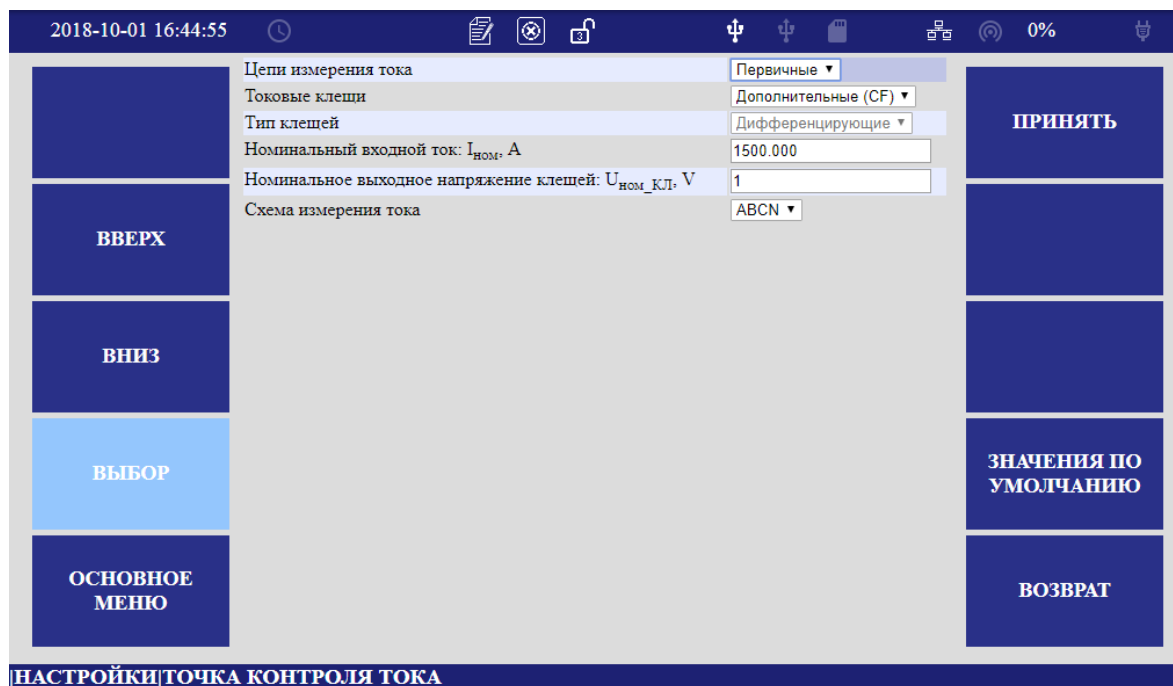 2018-10-01 16:44:55
3
0%
Цепи измерения тока
Первичные
Токовые клещи
Дополнительные (CF)
Тип клещей
Дифференцирующие
Номинальный входной ток: Iном, А
1500.000
Номинальное выходное напряжение клещей: Uном_КЛ, V
1
Схема измерения тока
ABCN
ВВЕРХ
ВНИЗ
ВЫБОР
ОСНОВНОЕ
МЕНЮ
ПРИНЯТЬ
ЗНАЧЕНИЯ ПО
УМОЛЧАНИЮ
ВОЗВРАТ
|НАСТРОЙКИ|ТОЧКА КОНТРОЛЯ ТОКА